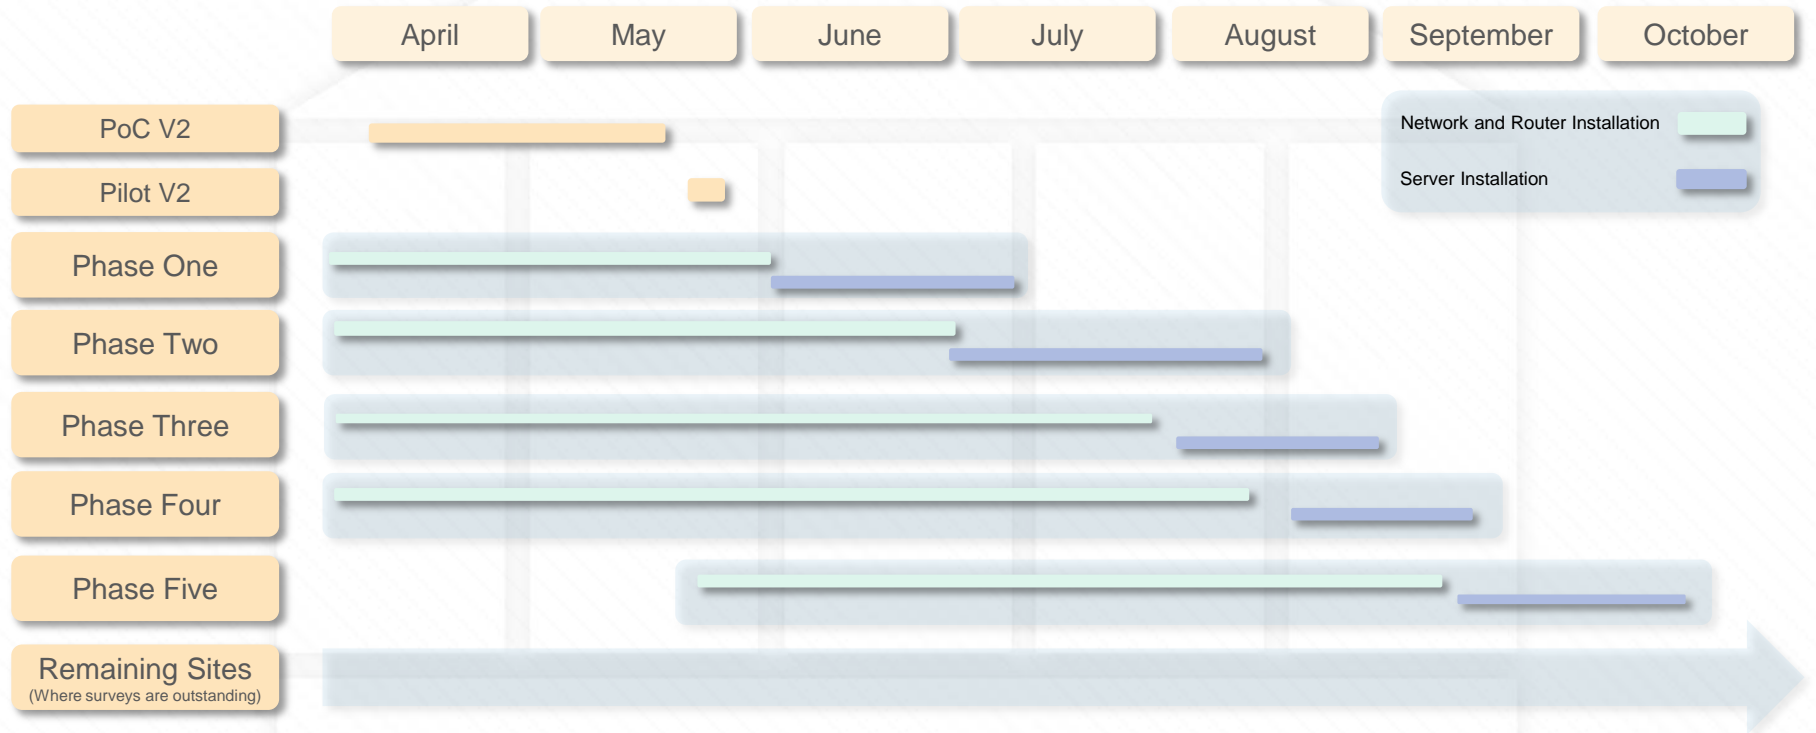 April
May
June
July
August
September
October
PoC V2
Network and Router Installation
Pilot V2
Server Installation
Phase One
Phase Two
Phase Three
Phase Four
Phase Five
Remaining Sites
(Where surveys are outstanding)